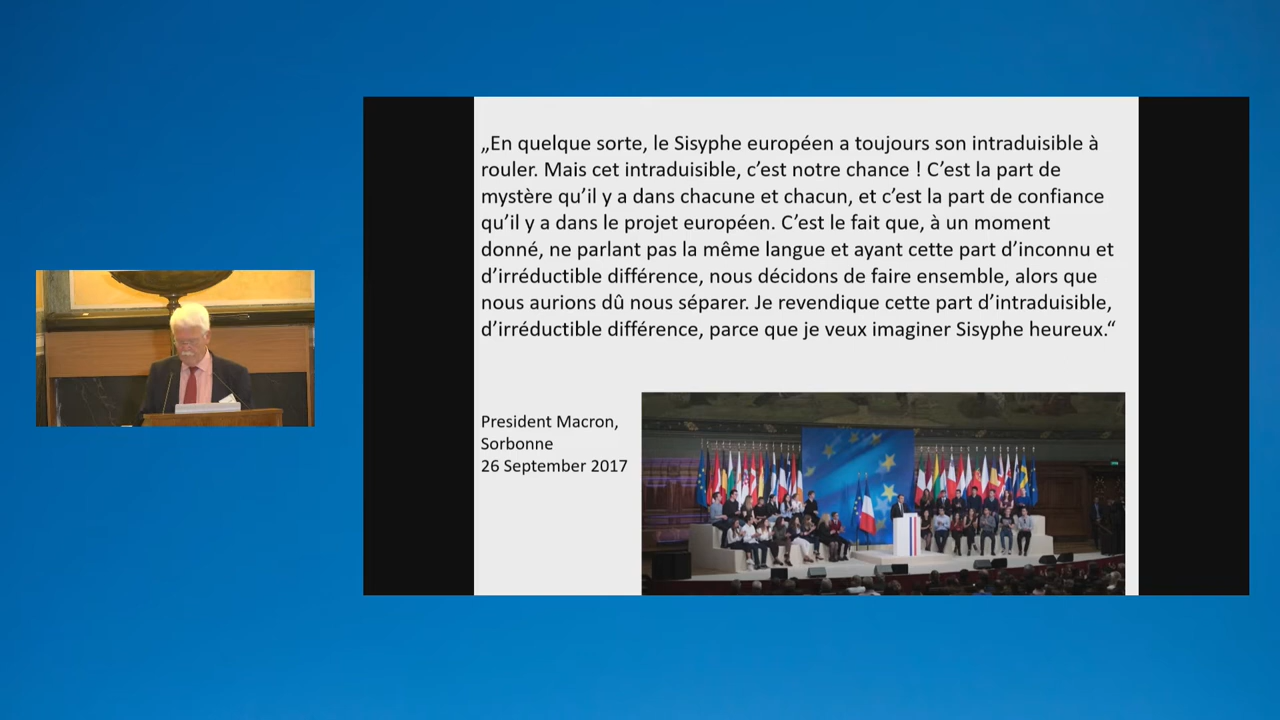 „En quelque sorte, le Sisyphe européen a toujours son intraduisible à
rouler. Mais cet intraduisible, c’est notre chance ! C’est la part de
mystère qu’il y a dans chacune et chacun, et c’est la part de confiance
qu’il y a dans le projet européen. C’est le fait que, à un moment
donné, ne parlant pas la même langue et ayant cette part d’inconnu et
d’irréductible différence, nous décidons de faire ensemble, alors que
nous aurions dû nous séparer. Je revendique cette part d’intraduisible,
d’irréductible différence, parce que je veux imaginer Sisyphe heureux.“
President Macron,
Sorbonne
26 September 2017